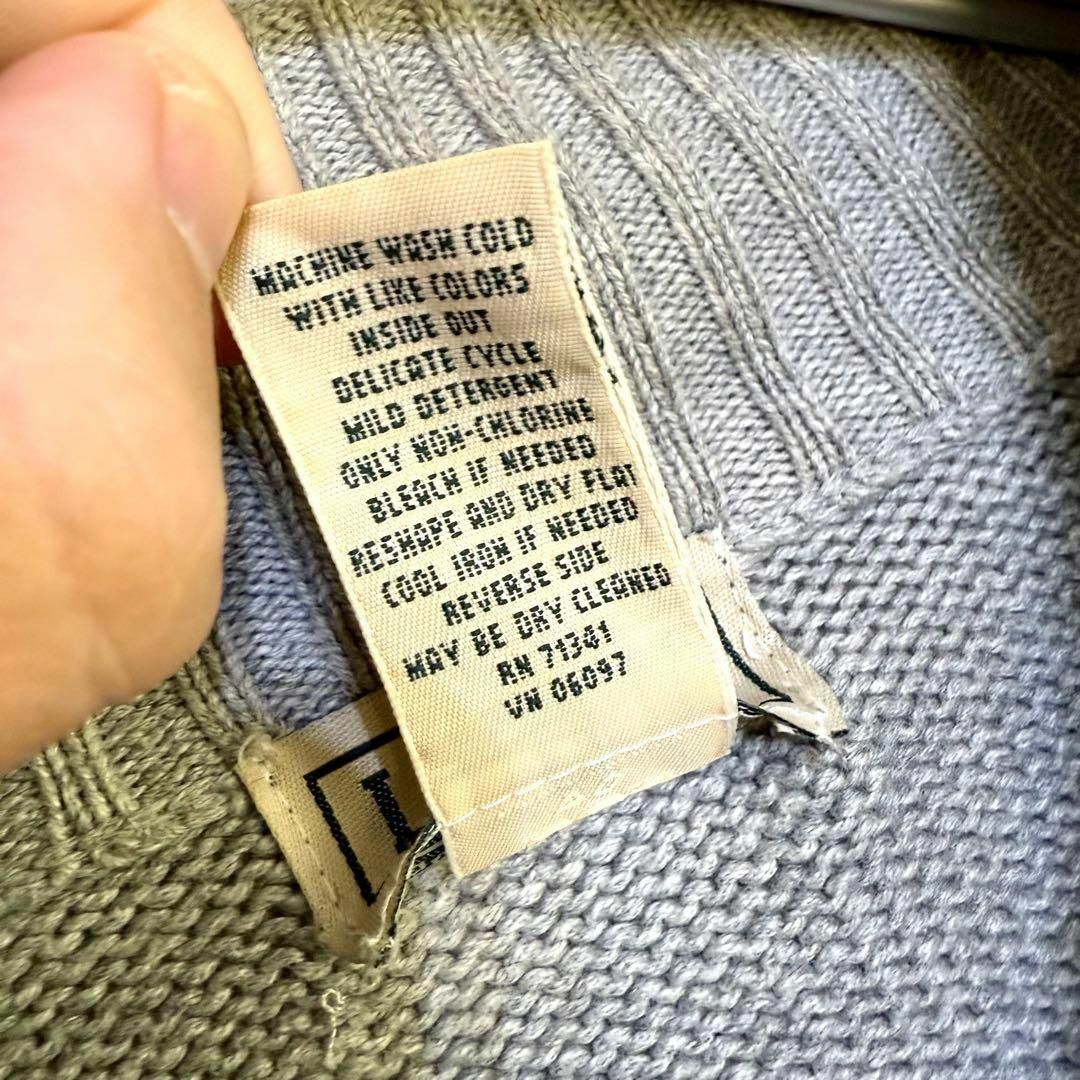 MACHINE WASH COLD
WITH LIKE COLORS
INSIDE OUT
DELICATE CYCLE
MILD DETERGENT
ONLY NON-CHLORINE
BLEACH IF NEEDED
RESHAPE AND DRY FLAT
COOL IRON IF NEEDED
REVERSE SIDE
MAY BE DRY CLEANED
RN 71341
VN 06097
L